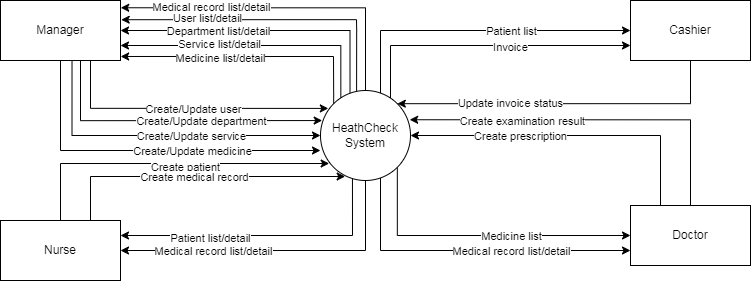 Medical record list/detail
User list/detail
Department list/detail
Service list/detail
Medicine list/detail
Manager
Patient list
Invoice
Cashier
Create/Update user
Create/Update department
Create/Update service
Create/Update medicine
Create patient
Create medical record
HeathCheck
System
Update invoice status
Create examination result
Create prescription
Nurse
Patient list/detail
Medical record list/detail
Medicine list
Medical record list/detail
Doctor